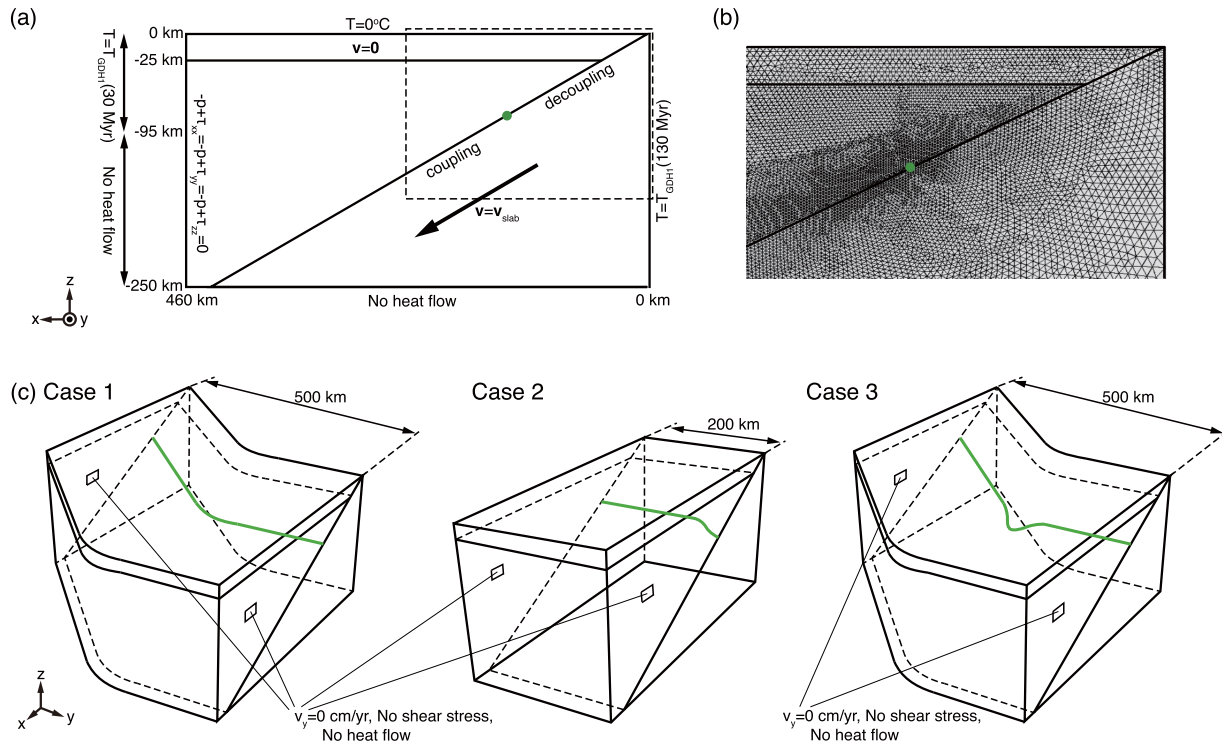 (a)
T=0°C
0 km
v=0
-25 km
T=T_GDH1(30 Myr)
decoupling
-95 km
coupling
-p+τxx=-p+τyy=-p+τzz=0
No heat flow
v=v_slab
T=T_GDH1(130 Myr)
-250 km
460 km
No heat flow
0 km
z
x
y
(b)
(c) Case 1
500 km
Case 2
200 km
Case 3
500 km
z
x
y
v_y=0 cm/yr, No shear stress,
No heat flow
v_y=0 cm/yr, No shear stress,
No heat flow